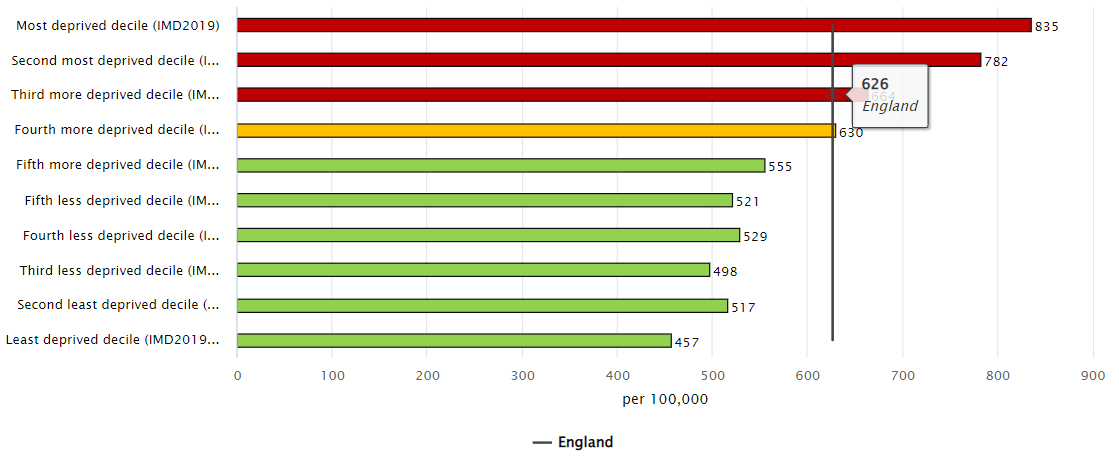 Most deprived decile (IMD2019) 835
Second most deprived decile (I... 782
Third more deprived decile (IM... 664
626
England
Fourth more deprived decile (I... 630
Fifth more deprived decile (IM... 555
Fifth less deprived decile (IM... 521
Fourth less deprived decile (I... 529
Third less deprived decile (IM... 498
Second least deprived decile (... 517
Least deprived decile (IMD2019... 457
0 100 200 300 400 500 600 700 800 900
per 100,000
England